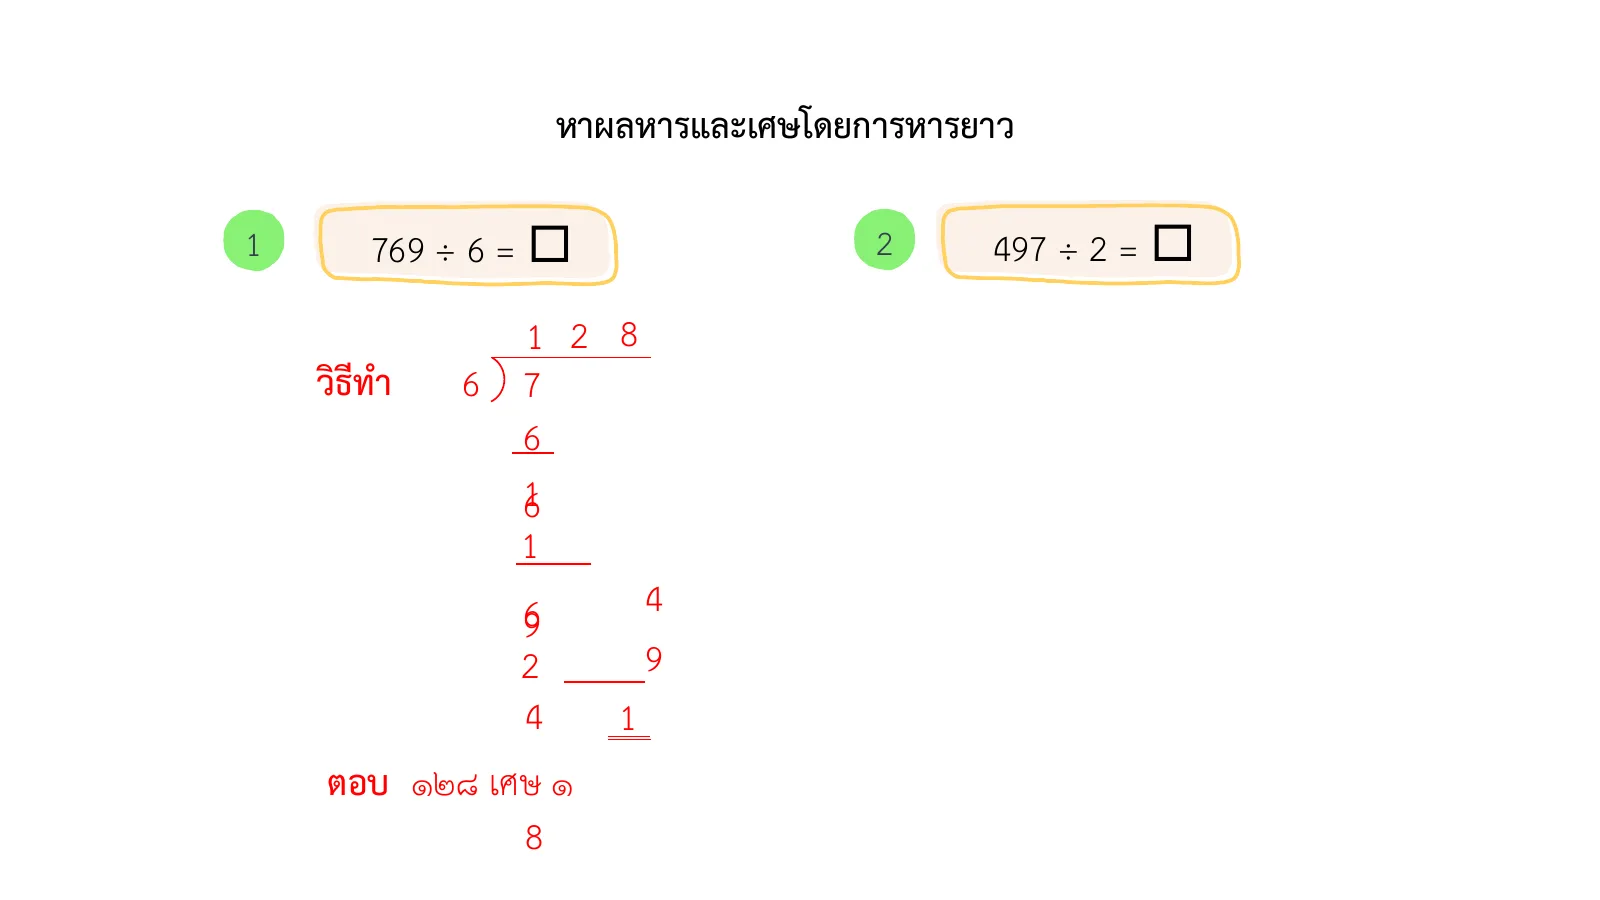 หาผลหารและเศษโดยการหารยาว
1 769 ÷ 6 = □
2 497 ÷ 2 = □
1 2 8
วิธีทำ 6 ) 7
6
1
6
1
6 4
9
2 9
4 1
ตอบ ๑๒๘ เศษ ๑
8